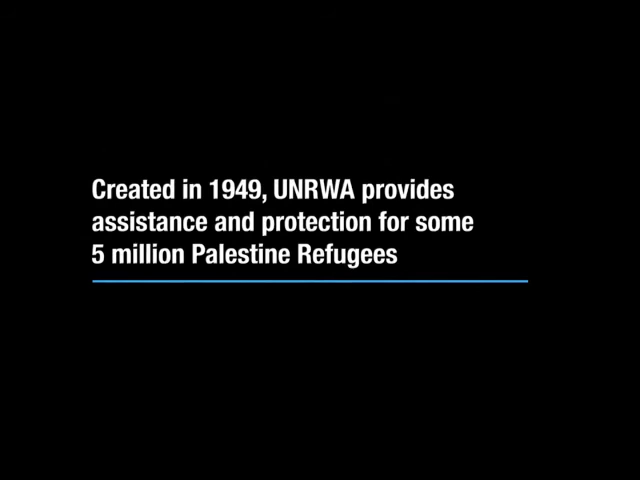 Created in 1949, UNRWA provides
assistance and protection for some
5 million Palestine Refugees